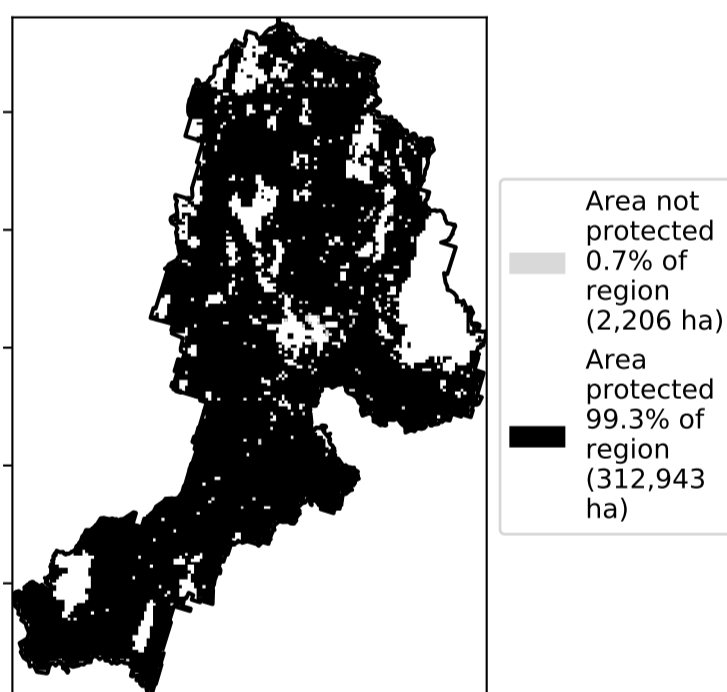 Area not
protected
0.7% of
region
(2,206 ha)
Area
protected
99.3% of
region
(312,943
ha)